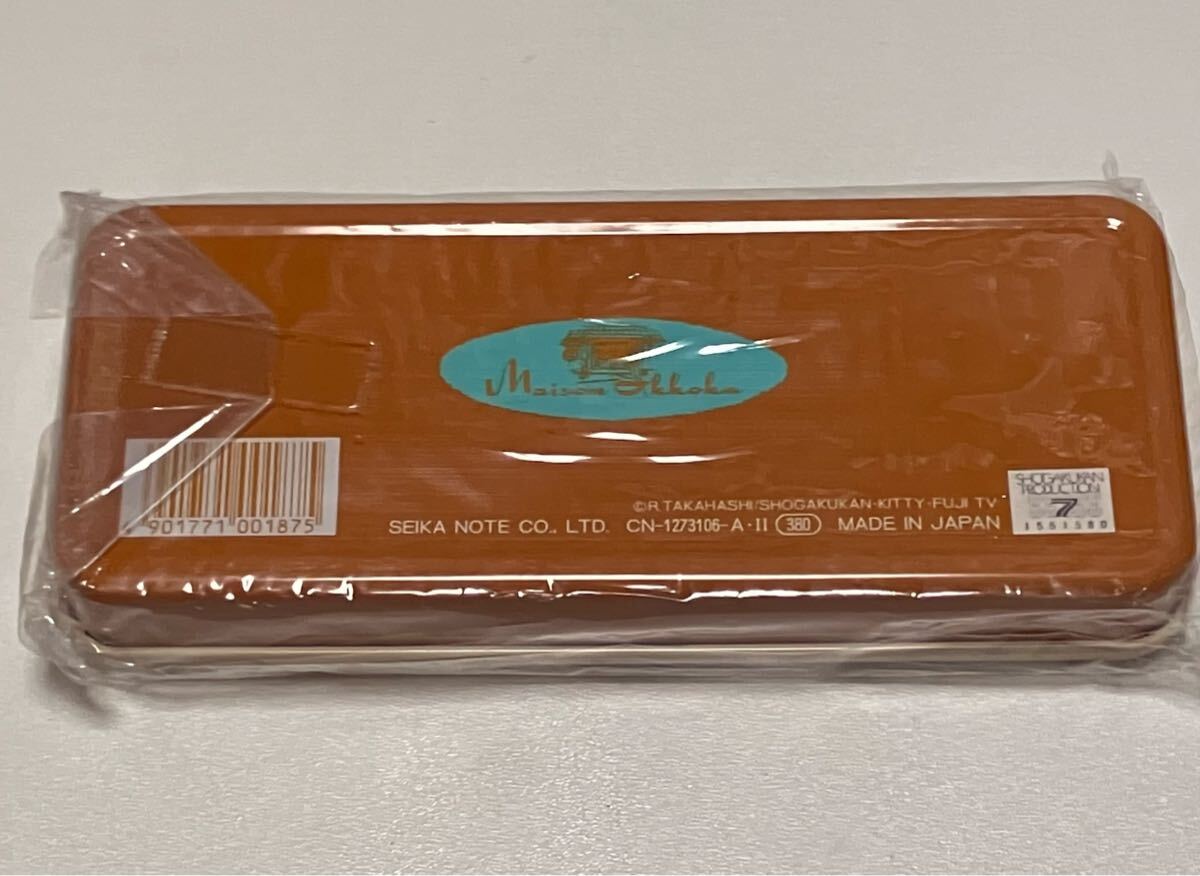 Maison Ikkoku
4 901771 001875
©R.TAKAHASHI/SHOGAKUKAN·KITTY·FUJI TV
SEIKA NOTE CO., LTD. CN-1273106-A·II 380 MADE IN JAPAN
SHOGAKUKAN
PRODUCTION
7
1551580